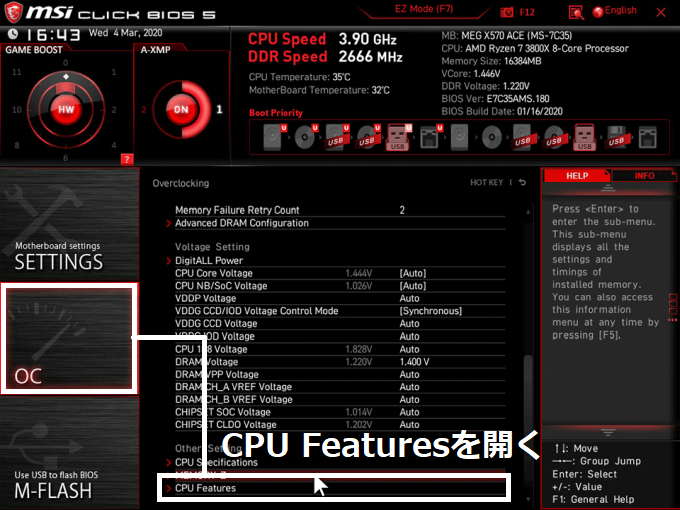 msi CLICK BIOS 5
EZ Mode (F7)
F12
English
16:43
Wed 4 Mar, 2020
GAME BOOST
A-XMP
11
1
10
2
8
4
6
HW
ON
1
?
CPU Speed 3.90 GHz
DDR Speed 2666 MHz
CPU Temperature: 35°C
MotherBoard Temperature: 32°C
MB: MEG X570 ACE (MS-7C35)
CPU: AMD Ryzen 7 3800X 8-Core Processor
Memory Size: 16384MB
VCore: 1.446V
DDR Voltage: 1.220V
BIOS Ver: E7C35AMS.180
BIOS Build Date: 01/16/2020
Boot Priority
U U U U U
USB USB USB USB USB USB USB
Motherboard settings
SETTINGS
OC
Use USB to flash BIOS
M-FLASH
Overclocking
HOT KEY
Memory Failure Retry Count 2
Advanced DRAM Configuration
Voltage Setting
DigitALL Power
CPU Core Voltage 1.444V [Auto]
CPU NB/SoC Voltage 1.026V [Auto]
VDDP Voltage Auto
VDDG CCD/IOD Voltage Control Mode [Synchronous]
VDDG CCD Voltage Auto
VDDG IOD Voltage Auto
CPU 1P8 Voltage 1.828V Auto
DRAM Voltage 1.220V 1.400 V
DRAM VPP Voltage Auto
DRAM CH_A VREF Voltage Auto
DRAM CH_B VREF Voltage Auto
CHIPSET SOC Voltage 1.014V Auto
CHIPSET CLDO Voltage 1.202V Auto
Other Setting
CPU Specifications
MEMORY-Z
CPU Features
CPU Featuresを開く
HELP
INFO
Press <Enter> to
enter the sub-menu.
This sub-menu
displays all the
settings and
timings of
installed memory.
You can also access
this information
menu at any time by
pressing [F5].
↑↓: Move
→←: Group Jump
Enter: Select
+/-: Value
F1: General Help